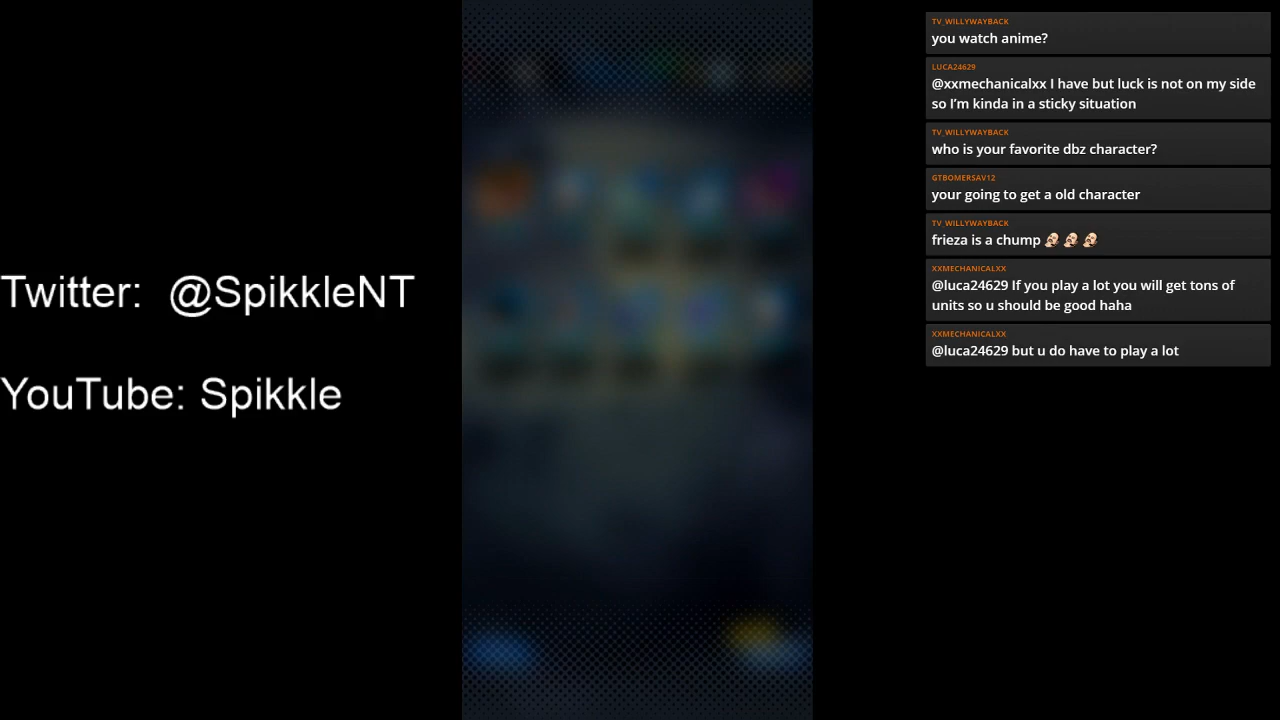 Twitter:  @SpikkleNT
YouTube: Spikkle
TV_WILLYWAYBACK
you watch anime?
LUCA24629
@xxmechanicalxx I have but luck is not on my side
so I’m kinda in a sticky situation
TV_WILLYWAYBACK
who is your favorite dbz character?
GTBOMERSAV12
your going to get a old character
TV_WILLYWAYBACK
frieza is a chump
XXMECHANICALXX
@luca24629 If you play a lot you will get tons of
units so u should be good haha
XXMECHANICALXX
@luca24629 but u do have to play a lot